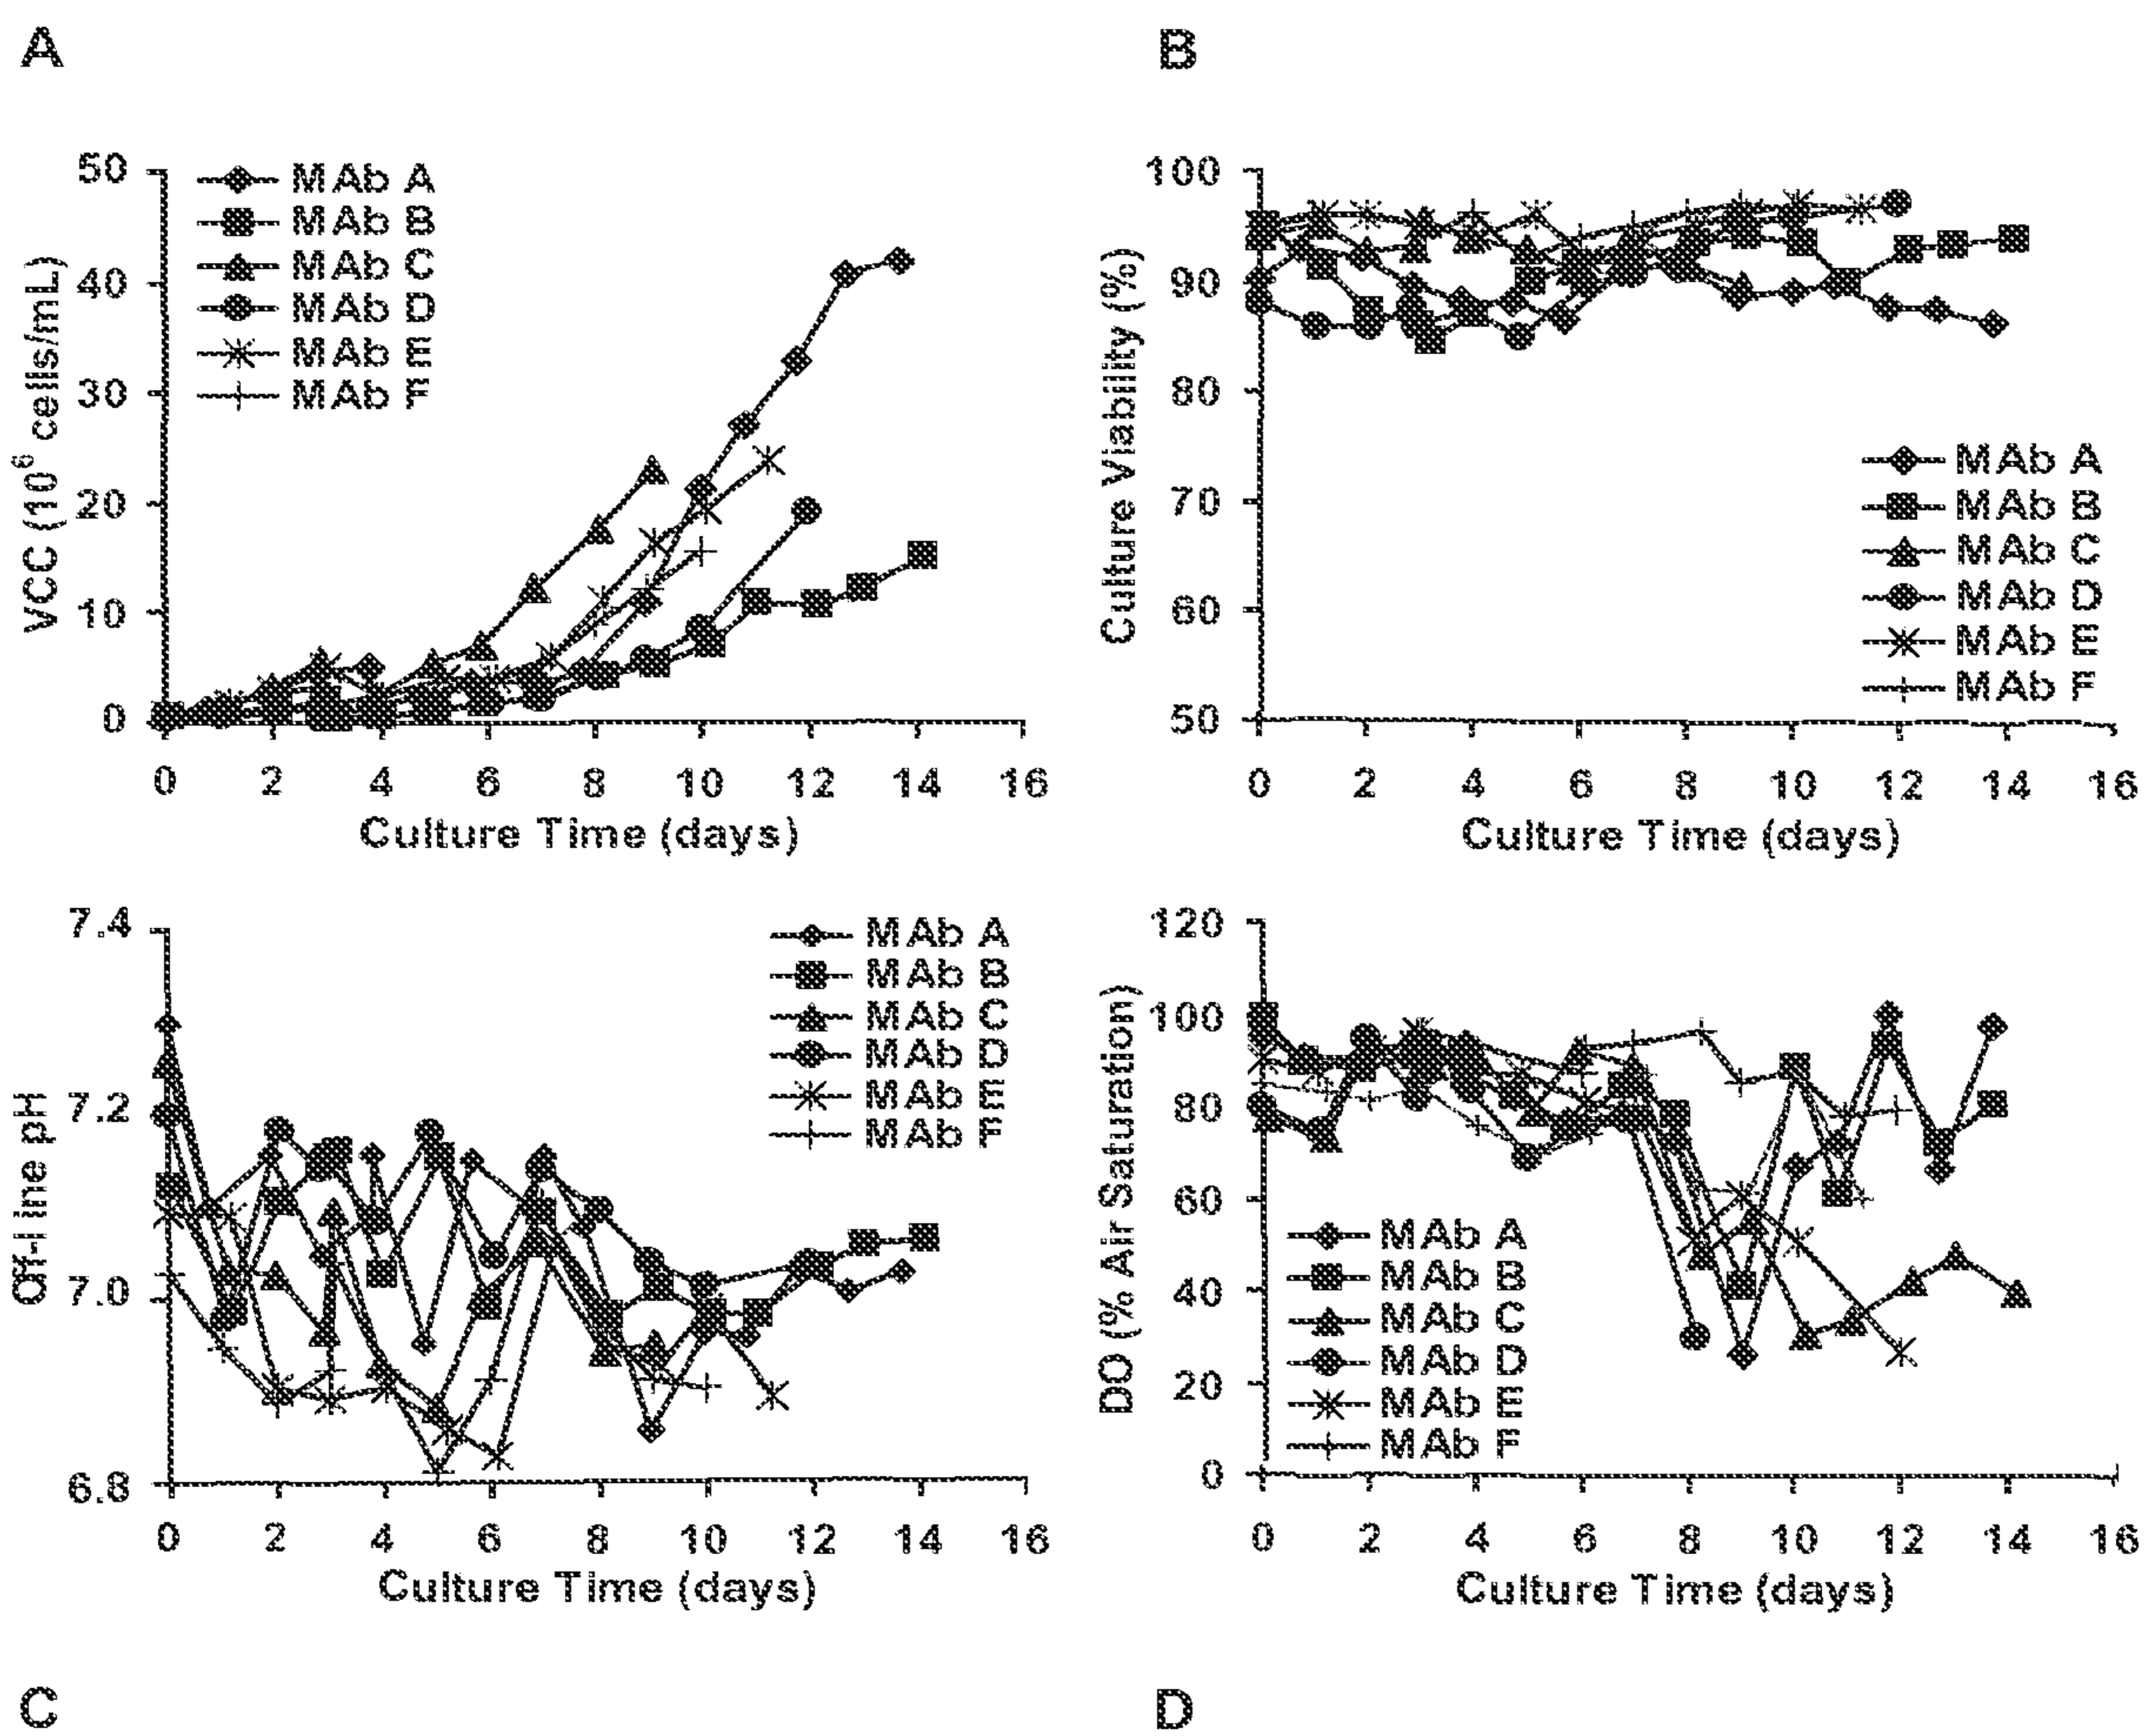 A
B
50
40
30
20
10
0
VCC (10⁶ cells/mL)
MAb A
MAb B
MAb C
MAb D
MAb E
MAb F
0 2 4 6 8 10 12 14 16
Culture Time (days)
100
90
80
70
60
50
Culture Viability (%)
MAb A
MAb B
MAb C
MAb D
MAb E
MAb F
0 2 4 6 8 10 12 14 16
Culture Time (days)
7.4
7.2
7.0
6.8
Off-line pH
MAb A
MAb B
MAb C
MAb D
MAb E
MAb F
0 2 4 6 8 10 12 14 16
Culture Time (days)
120
100
80
60
40
20
0
DO (% Air Saturation)
MAb A
MAb B
MAb C
MAb D
MAb E
MAb F
0 2 4 6 8 10 12 14 16
Culture Time (days)
C
D